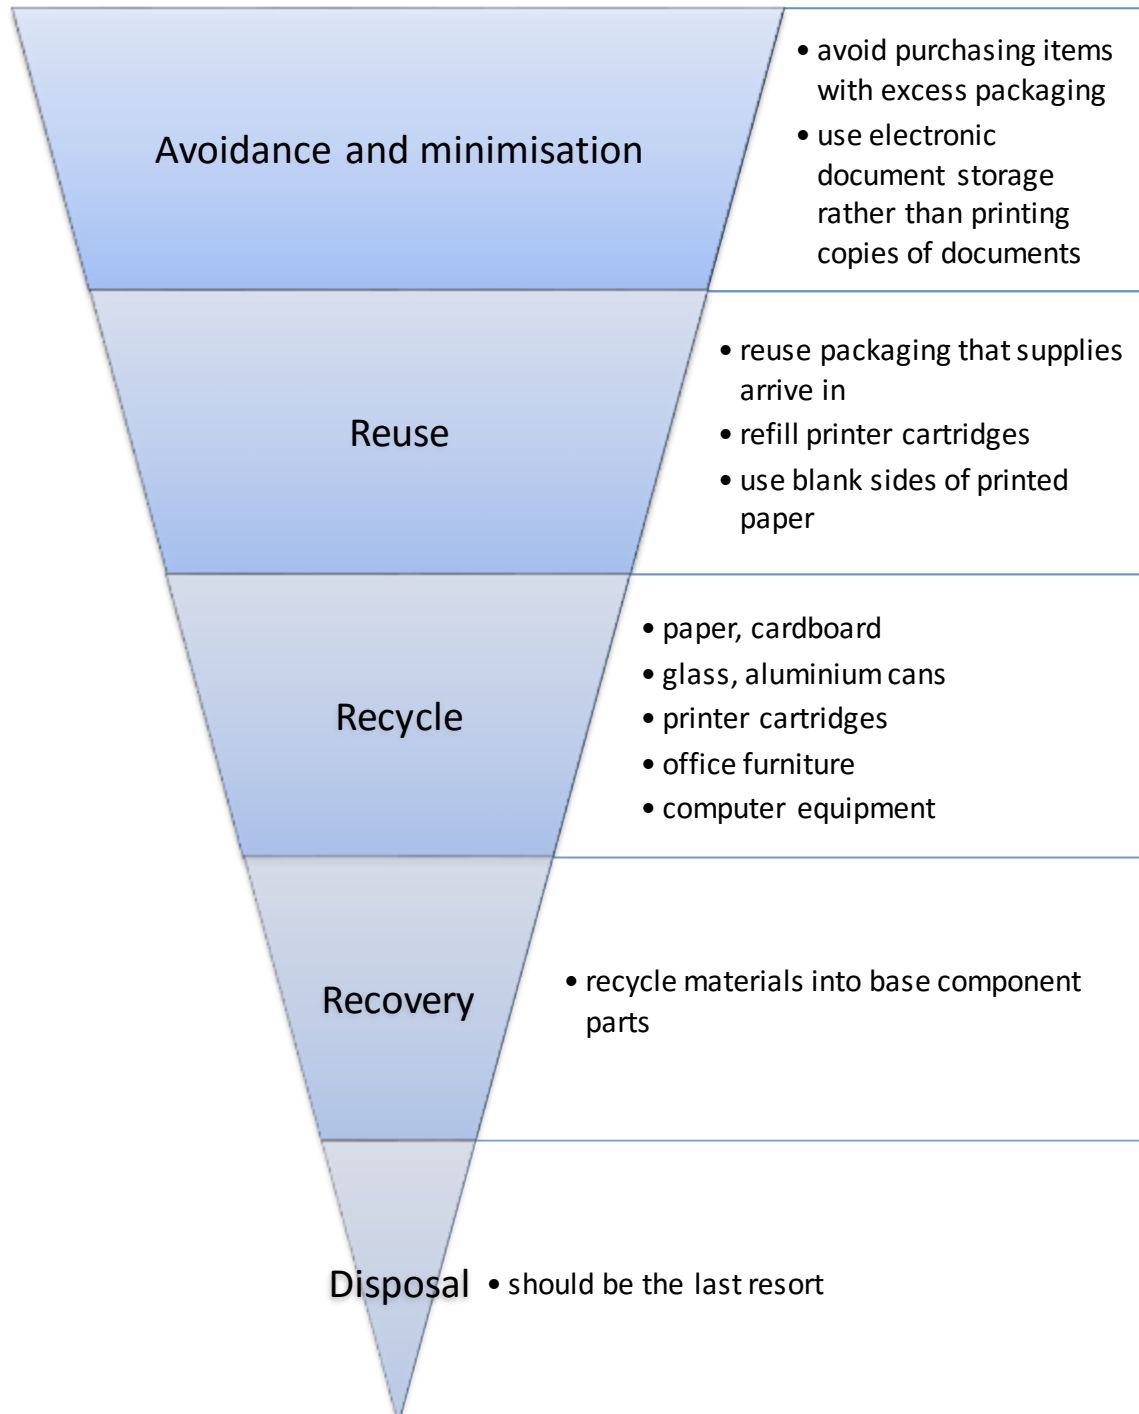 Avoidance and minimisation
• avoid purchasing items
with excess packaging
• use electronic
document storage
rather than printing
copies of documents
Reuse
• reuse packaging that supplies
arrive in
• refill printer cartridges
• use blank sides of printed
paper
Recycle
• paper, cardboard
• glass, aluminium cans
• printer cartridges
• office furniture
• computer equipment
Recovery
• recycle materials into base component
parts
Disposal
• should be the last resort